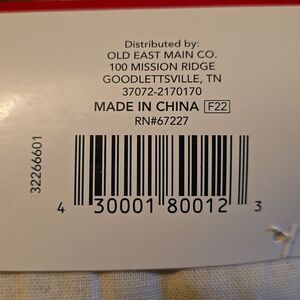 Distributed by:
OLD EAST MAIN CO.
100 MISSION RIDGE
GOODLETTSVILLE, TN
37072-2170170
MADE IN CHINA F22
RN#67227
32266601
4 30001 80012 3